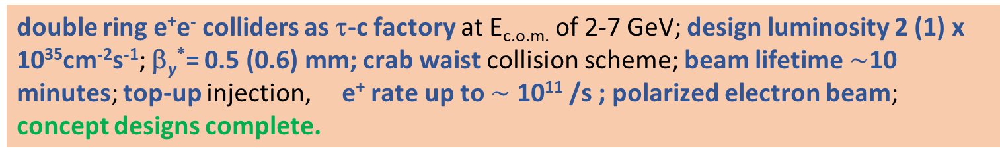 double ring e⁺e⁻ colliders as τ-c factory at E_c.o.m. of 2-7 GeV; design luminosity 2 (1) x
10³⁵cm⁻²s⁻¹; β_y^*= 0.5 (0.6) mm; crab waist collision scheme; beam lifetime ~10
minutes; top-up injection, e⁺ rate up to ~ 10¹¹ /s ; polarized electron beam;
concept designs complete.